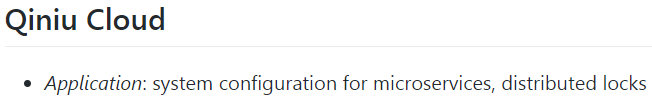 Qiniu Cloud
• Application: system configuration for microservices, distributed locks